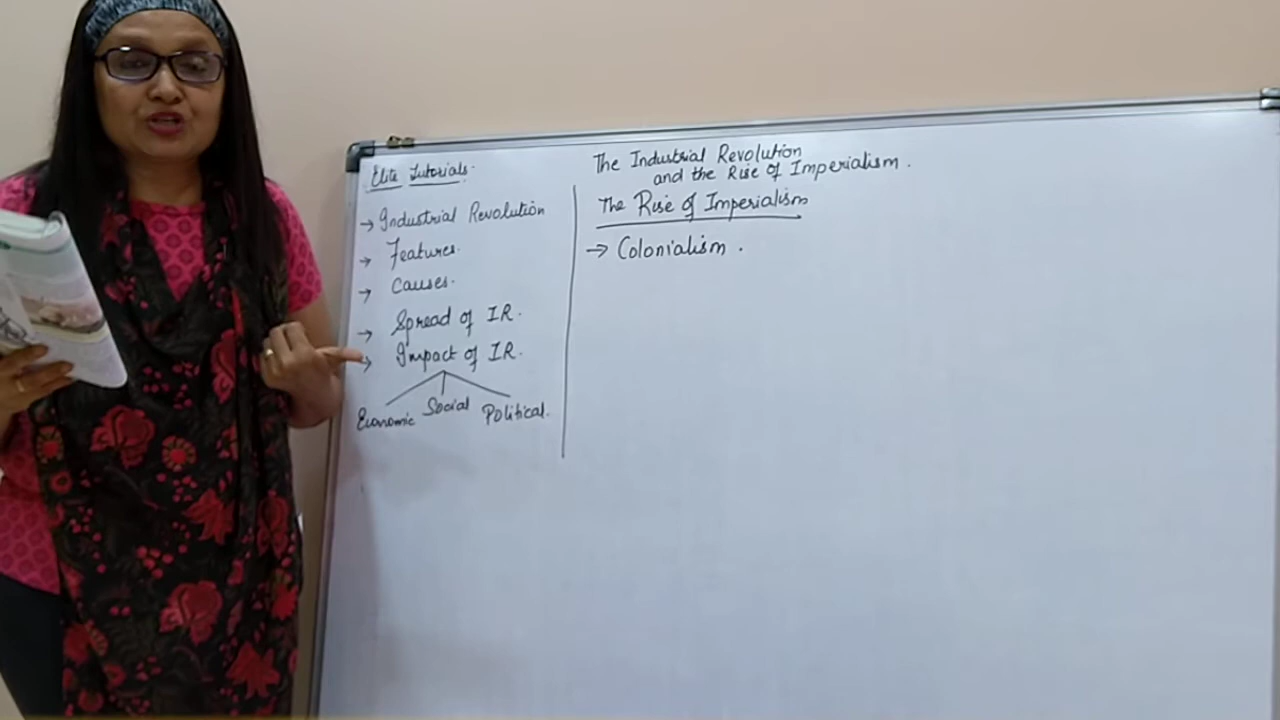 Elite Tutorials.
→ Industrial Revolution
→ Features.
→ Causes.
→ Spread of IR.
→ Impact of IR.
Economic Social Political.
The Industrial Revolution
and the Rise of Imperialism.
The Rise of Imperialism
→ Colonialism.